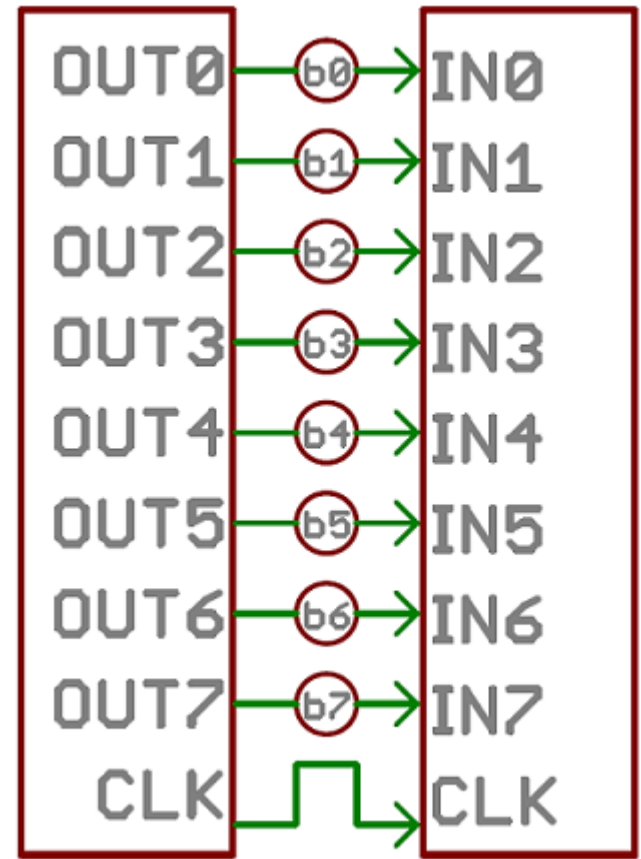 OUT0 b0 IN0
OUT1 b1 IN1
OUT2 b2 IN2
OUT3 b3 IN3
OUT4 b4 IN4
OUT5 b5 IN5
OUT6 b6 IN6
OUT7 b7 IN7
CLK CLK